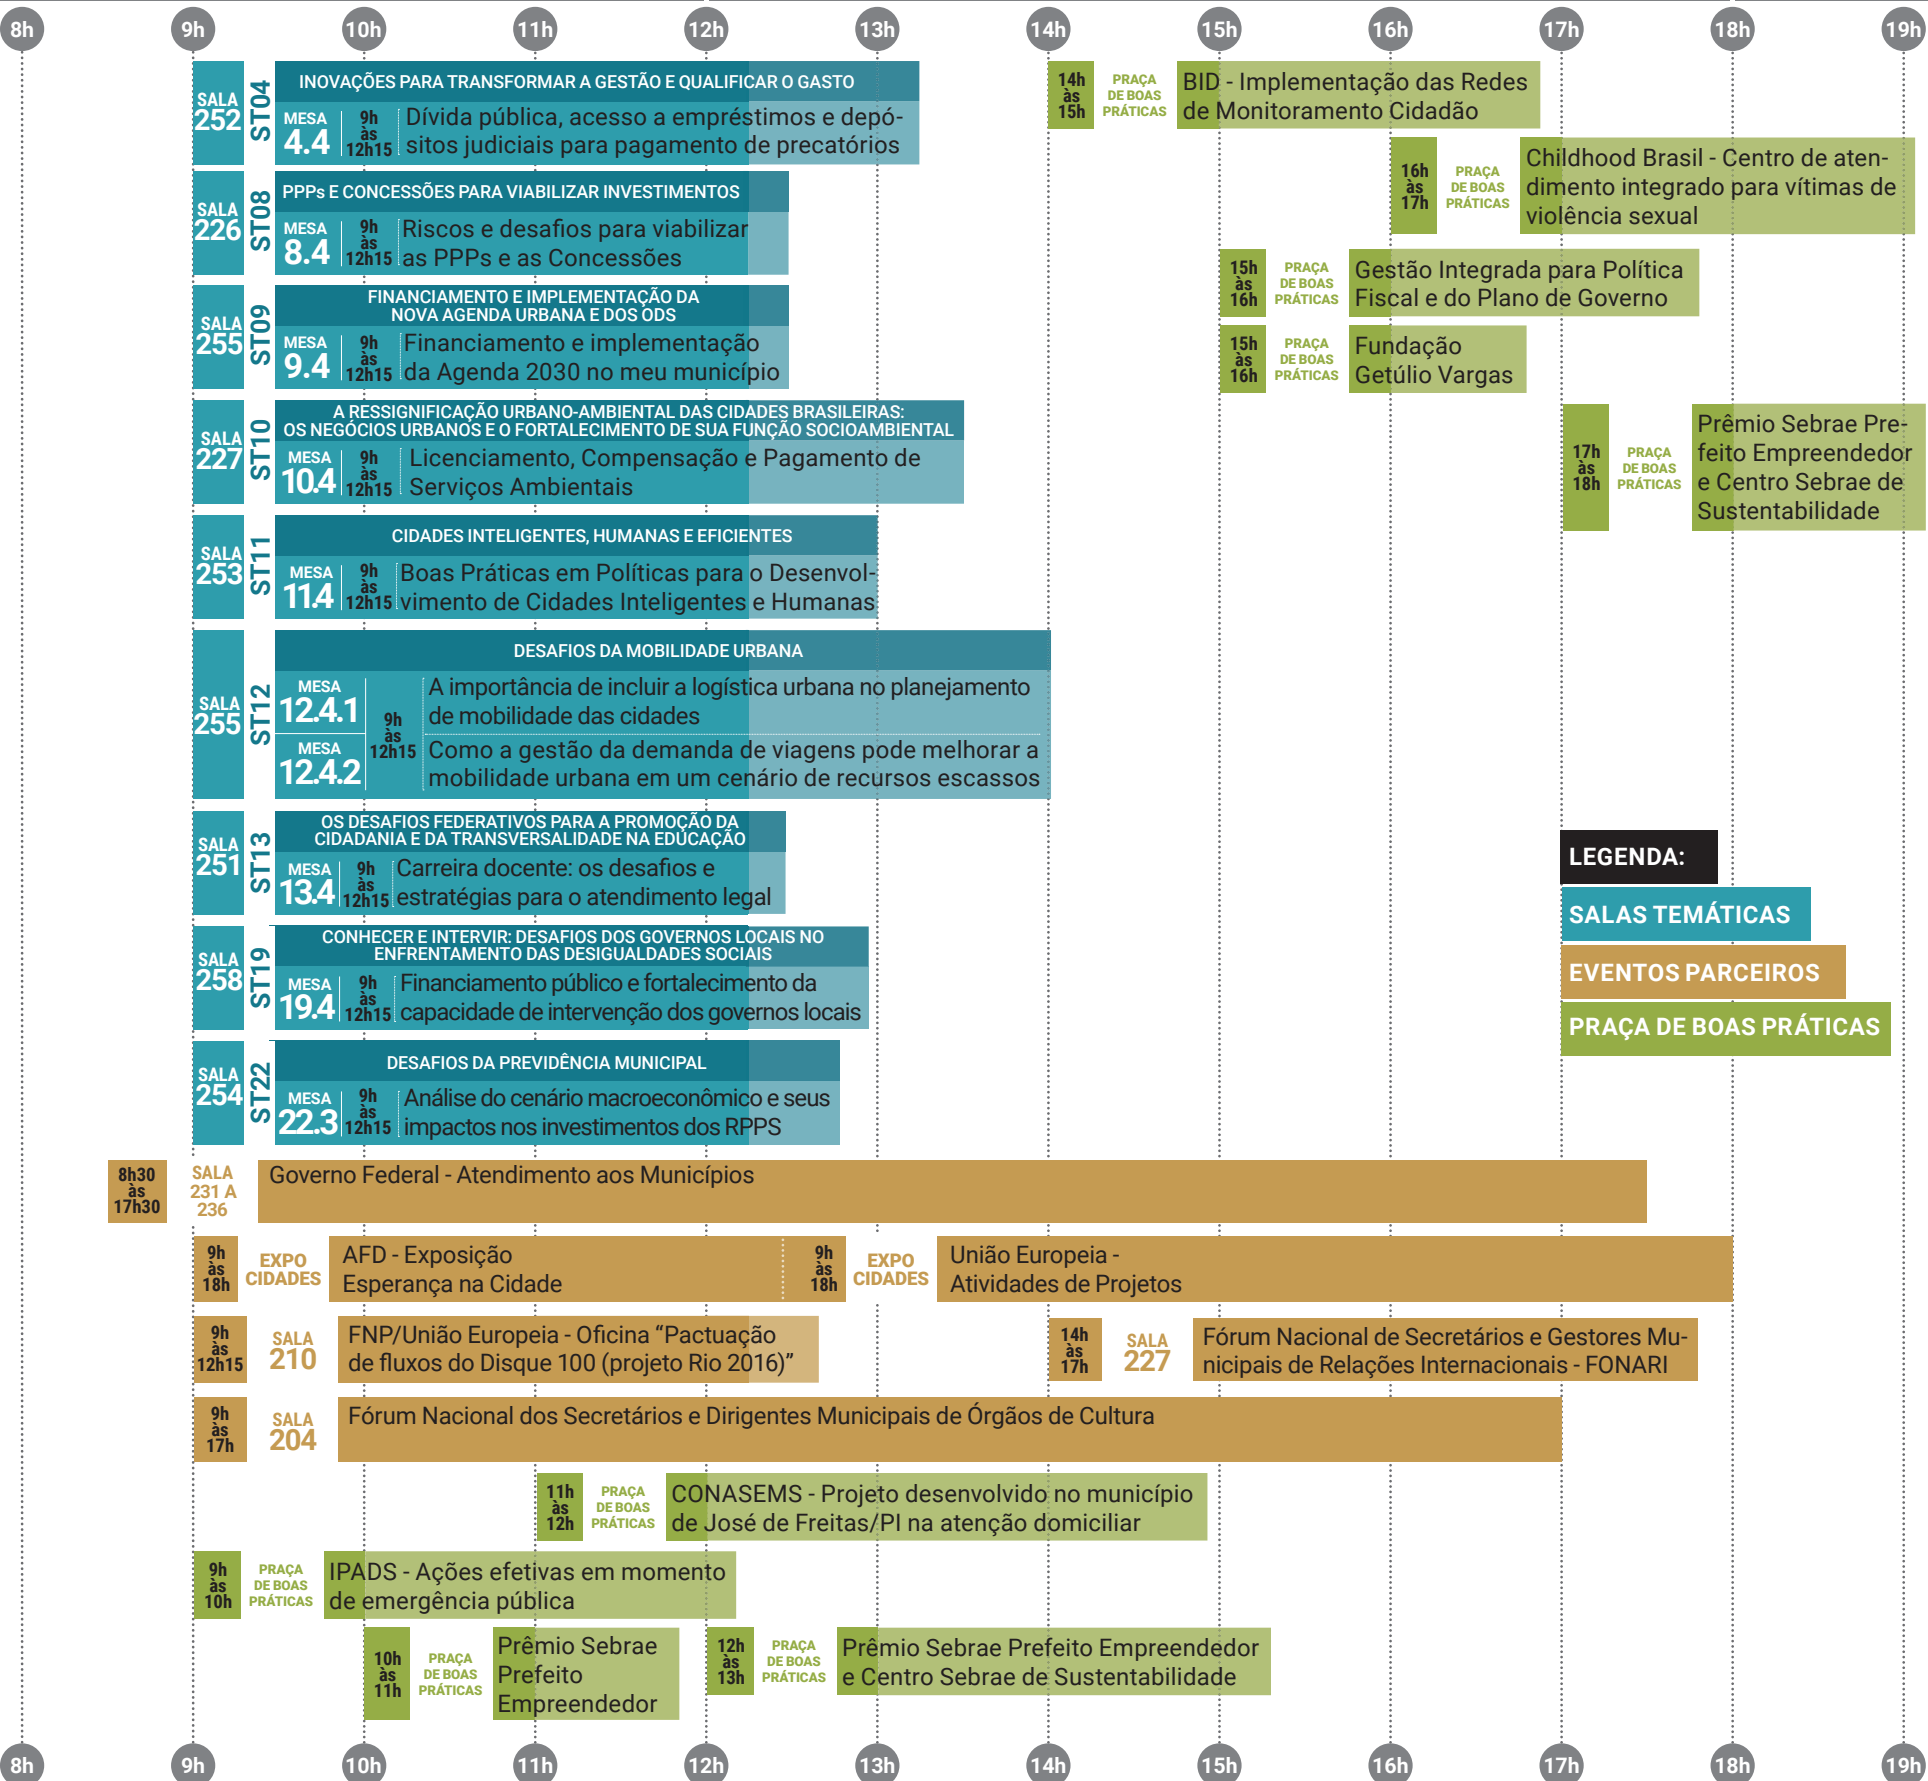 8h 9h 10h 11h 12h 13h 14h 15h 16h 17h 18h 19h
SALA
252
ST04
INOVAÇÕES PARA TRANSFORMAR A GESTÃO E QUALIFICAR O GASTO
MESA
4.4
9h
às
12h15
Dívida pública, acesso a empréstimos e depó-
sitos judiciais para pagamento de precatórios
SALA
226
ST08
PPPs E CONCESSÕES PARA VIABILIZAR INVESTIMENTOS
MESA
8.4
9h
às
12h15
Riscos e desafios para viabilizar
as PPPs e as Concessões
SALA
255
ST09
FINANCIAMENTO E IMPLEMENTAÇÃO DA
NOVA AGENDA URBANA E DOS ODS
MESA
9.4
9h
às
12h15
Financiamento e implementação
da Agenda 2030 no meu município
SALA
227
ST10
A RESSIGNIFICAÇÃO URBANO-AMBIENTAL DAS CIDADES BRASILEIRAS:
OS NEGÓCIOS URBANOS E O FORTALECIMENTO DE SUA FUNÇÃO SOCIOAMBIENTAL
MESA
10.4
9h
às
12h15
Licenciamento, Compensação e Pagamento de
Serviços Ambientais
SALA
253
ST11
CIDADES INTELIGENTES, HUMANAS E EFICIENTES
MESA
11.4
9h
às
12h15
Boas Práticas em Políticas para o Desenvol-
vimento de Cidades Inteligentes e Humanas
SALA
255
ST12
DESAFIOS DA MOBILIDADE URBANA
MESA
12.4.1
MESA
12.4.2
9h
às
12h15
A importância de incluir a logística urbana no planejamento
de mobilidade das cidades
Como a gestão da demanda de viagens pode melhorar a
mobilidade urbana em um cenário de recursos escassos
SALA
251
ST13
OS DESAFIOS FEDERATIVOS PARA A PROMOÇÃO DA
CIDADANIA E DA TRANSVERSALIDADE NA EDUCAÇÃO
MESA
13.4
9h
às
12h15
Carreira docente: os desafios e
estratégias para o atendimento legal
SALA
258
ST19
CONHECER E INTERVIR: DESAFIOS DOS GOVERNOS LOCAIS NO
ENFRENTAMENTO DAS DESIGUALDADES SOCIAIS
MESA
19.4
9h
às
12h15
Financiamento público e fortalecimento da
capacidade de intervenção dos governos locais
SALA
254
ST22
DESAFIOS DA PREVIDÊNCIA MUNICIPAL
MESA
22.3
9h
às
12h15
Análise do cenário macroeconômico e seus
impactos nos investimentos dos RPPS
14h
às
15h
PRAÇA
DE BOAS
PRÁTICAS
BID - Implementação das Redes
de Monitoramento Cidadão
16h
às
17h
PRAÇA
DE BOAS
PRÁTICAS
Childhood Brasil - Centro de aten-
dimento integrado para vítimas de
violência sexual
15h
às
16h
PRAÇA
DE BOAS
PRÁTICAS
Gestão Integrada para Política
Fiscal e do Plano de Governo
15h
às
16h
PRAÇA
DE BOAS
PRÁTICAS
Fundação
Getúlio Vargas
17h
às
18h
PRAÇA
DE BOAS
PRÁTICAS
Prêmio Sebrae Pre-
feito Empreendedor
e Centro Sebrae de
Sustentabilidade
LEGENDA:
SALAS TEMÁTICAS
EVENTOS PARCEIROS
PRAÇA DE BOAS PRÁTICAS
8h30
às
17h30
SALA
231 A
236
Governo Federal - Atendimento aos Municípios
9h
às
18h
EXPO
CIDADES
AFD - Exposição
Esperança na Cidade
9h
às
18h
EXPO
CIDADES
União Europeia -
Atividades de Projetos
9h
às
12h15
SALA
210
FNP/União Europeia - Oficina “Pactuação
de fluxos do Disque 100 (projeto Rio 2016)”
14h
às
17h
SALA
227
Fórum Nacional de Secretários e Gestores Mu-
nicipais de Relações Internacionais - FONARI
9h
às
17h
SALA
204
Fórum Nacional dos Secretários e Dirigentes Municipais de Órgãos de Cultura
11h
às
12h
PRAÇA
DE BOAS
PRÁTICAS
CONASEMS - Projeto desenvolvido no município
de José de Freitas/PI na atenção domiciliar
9h
às
10h
PRAÇA
DE BOAS
PRÁTICAS
IPADS - Ações efetivas em momento
de emergência pública
10h
às
11h
PRAÇA
DE BOAS
PRÁTICAS
Prêmio Sebrae
Prefeito
Empreendedor
12h
às
13h
PRAÇA
DE BOAS
PRÁTICAS
Prêmio Sebrae Prefeito Empreendedor
e Centro Sebrae de Sustentabilidade
8h 9h 10h 11h 12h 13h 14h 15h 16h 17h 18h 19h